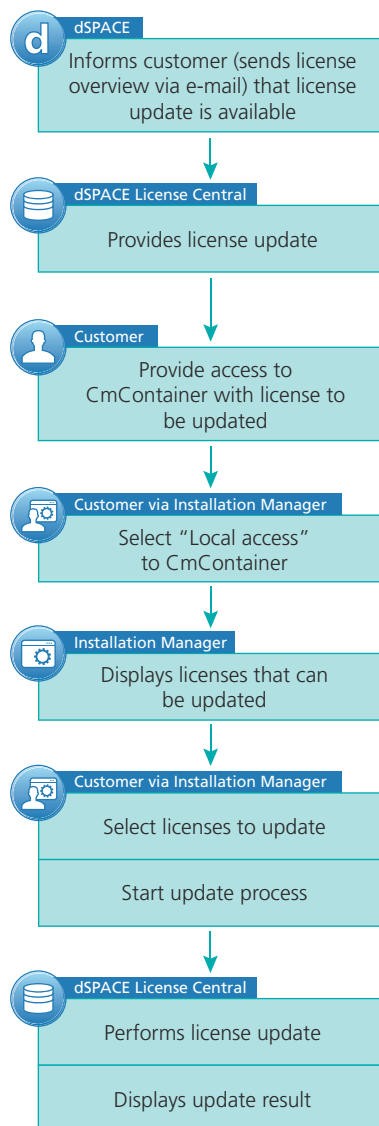 d
dSPACE
Informs customer (sends license
overview via e-mail) that license
update is available
dSPACE License Central
Provides license update
Customer
Provide access to
CmContainer with license to
be updated
Customer via Installation Manager
Select “Local access”
to CmContainer
Installation Manager
Displays licenses that can
be updated
Customer via Installation Manager
Select licenses to update
Start update process
dSPACE License Central
Performs license update
Displays update result